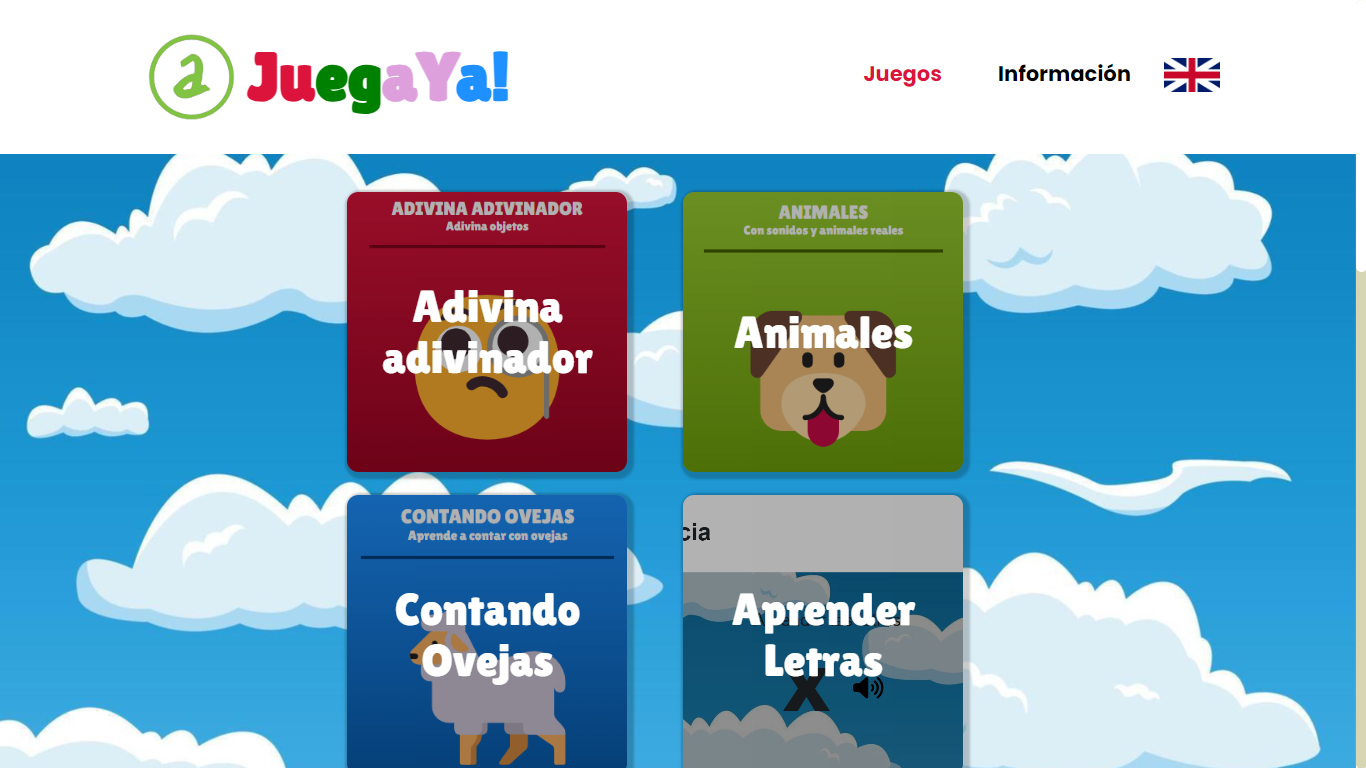 a JuegaYa!
Juegos
Información
ADIVINA ADIVINADOR
Adivina objetos
Adivina
adivinador
ANIMALES
Con sonidos y animales reales
Animales
CONTANDO OVEJAS
Aprende a contar con ovejas
Contando
Ovejas
cia
Aprender
Letras
X